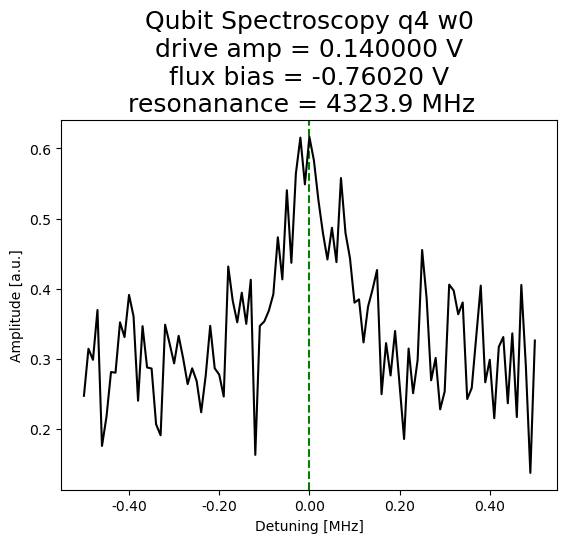 Qubit Spectroscopy q4 w0
drive amp = 0.140000 V
flux bias = -0.76020 V
resonanance = 4323.9 MHz
0.6
0.5
0.4
0.3
0.2
Amplitude [a.u.]
-0.40 -0.20 0.00 0.20 0.40
Detuning [MHz]